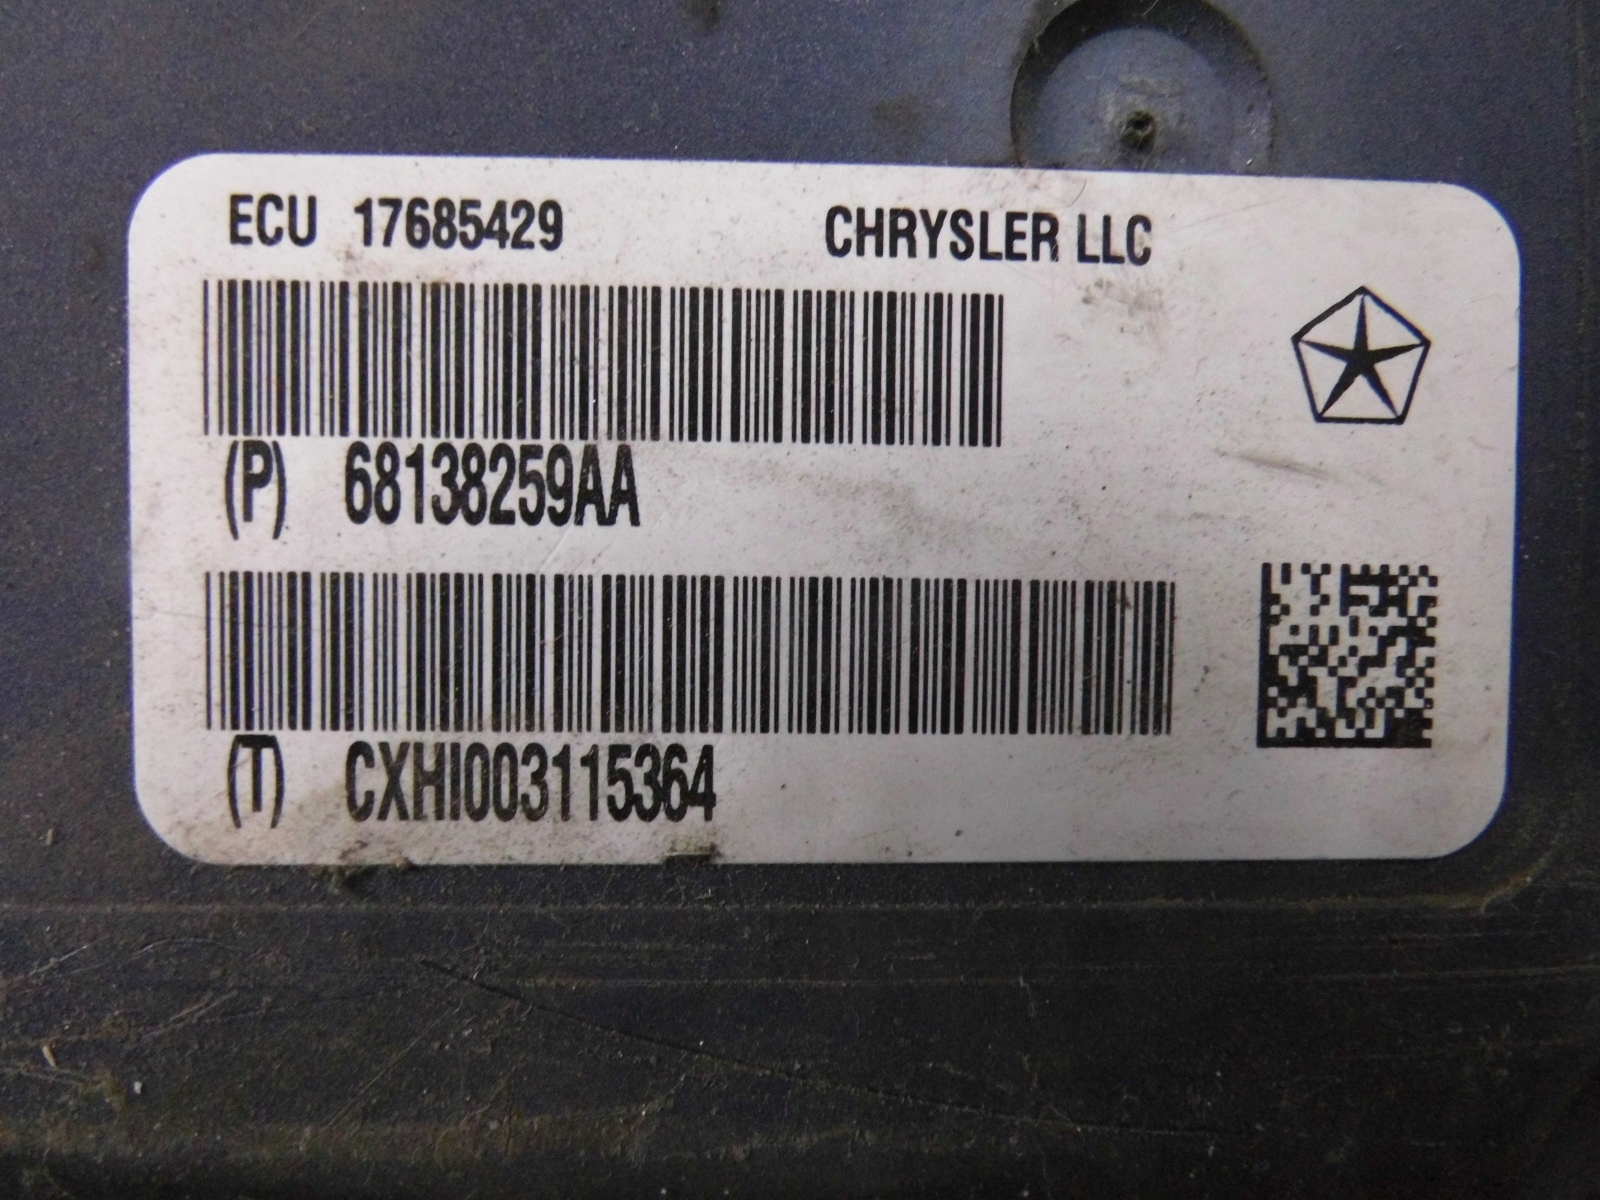 ECU 17685429 CHRYSLER LLC
(P) 68138259AA
(T) CXHI003115364